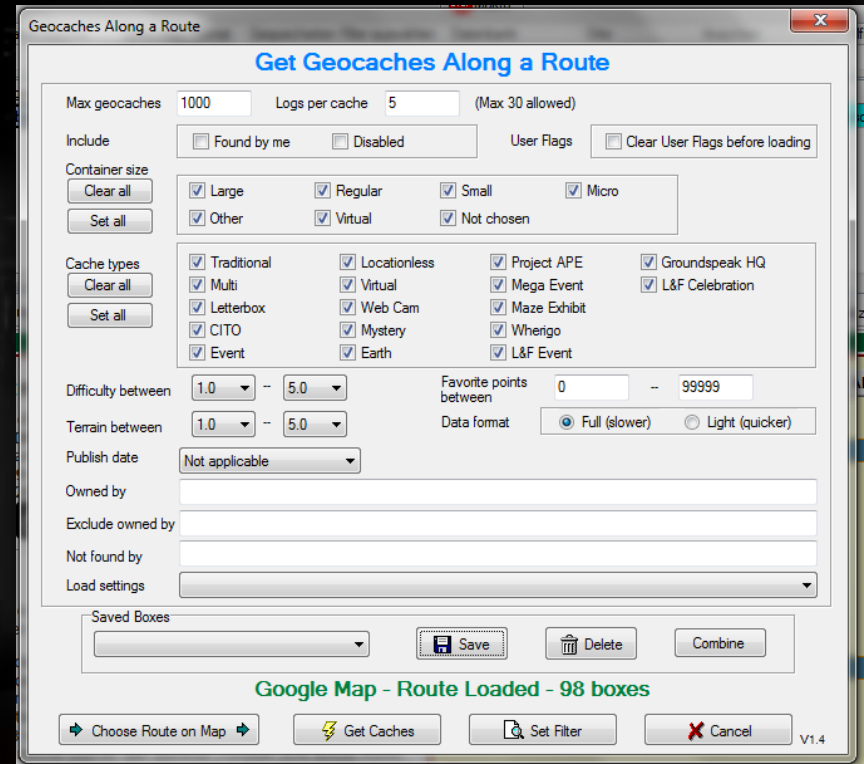 Geocaches Along a Route
Get Geocaches Along a Route
Max geocaches 1000 Logs per cache 5 (Max 30 allowed)
Include Found by me Disabled User Flags Clear User Flags before loading
Container size
Clear all Large Regular Small Micro
Set all Other Virtual Not chosen
Cache types Traditional Locationless Project APE Groundspeak HQ
Clear all Multi Virtual Mega Event L&F Celebration
Set all Letterbox Web Cam Maze Exhibit
CITO Mystery Wherigo
Event Earth L&F Event
Difficulty between 1.0 -- 5.0 Favorite points between 0 -- 99999
Terrain between 1.0 -- 5.0 Data format Full (slower) Light (quicker)
Publish date Not applicable
Owned by
Exclude owned by
Not found by
Load settings
Saved Boxes
Save Delete Combine
Google Map - Route Loaded - 98 boxes
Choose Route on Map Get Caches Set Filter Cancel V1.4